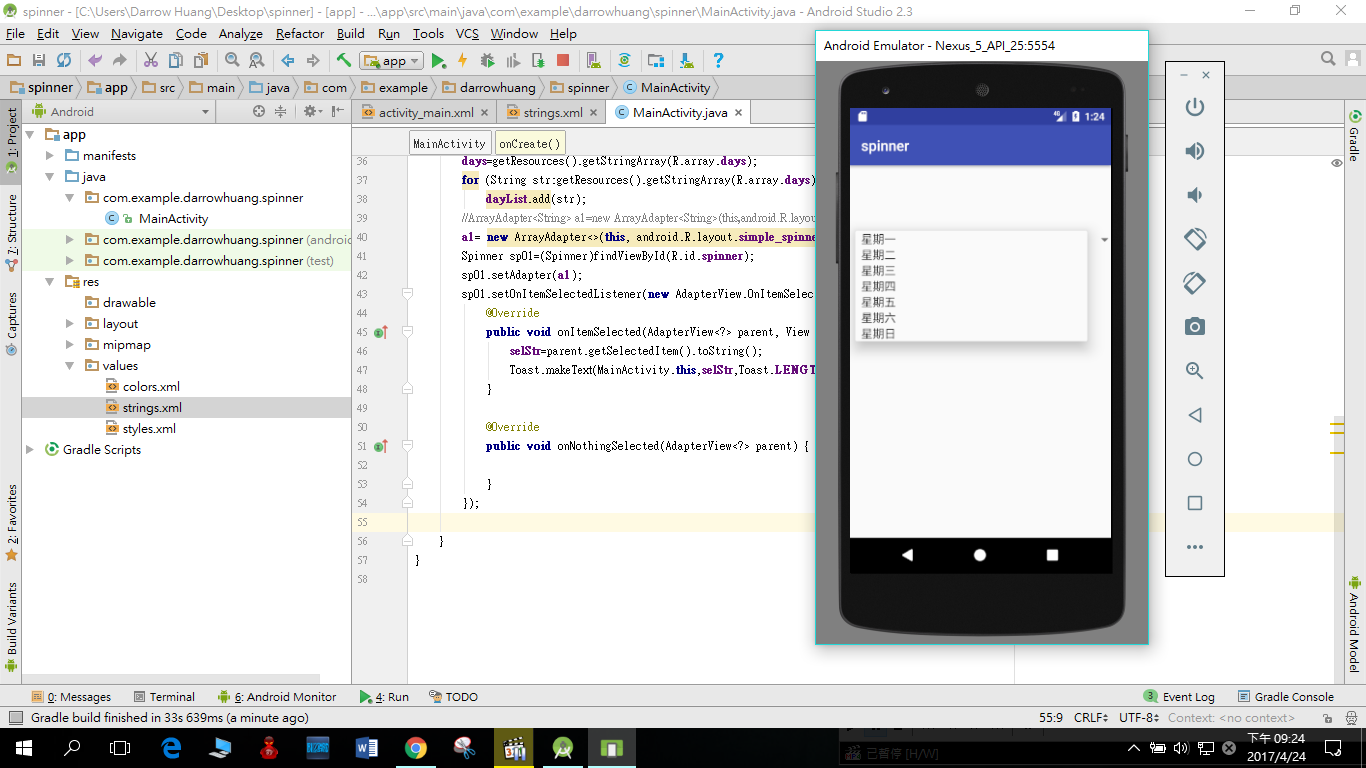 spinner - [C:\Users\Darrow Huang\Desktop\spinner] - [app] - ...\app\src\main\java\com\example\darrowhuang\spinner\MainActivity.java - Android Studio 2.3
File Edit View Navigate Code Analyze Refactor Build Run Tools VCS Window Help
app
spinner app src main java com example darrowhuang spinner MainActivity
Android
activity_main.xml strings.xml MainActivity.java
MainActivity onCreate()
1: Project
7: Structure
Captures
2: Favorites
Build Variants
app
manifests
java
com.example.darrowhuang.spinner
MainActivity
com.example.darrowhuang.spinner (android
com.example.darrowhuang.spinner (test)
res
drawable
layout
mipmap
values
colors.xml
strings.xml
styles.xml
Gradle Scripts
36 days=getResources().getStringArray(R.array.days);
37 for (String str:getResources().getStringArray(R.array.days)
38 dayList.add(str);
39 //ArrayAdapter<String> a1=new ArrayAdapter<String>(this,android.R.layou
40 a1= new ArrayAdapter<>(this, android.R.layout.simple_spinne
41 Spinner sp01=(Spinner)findViewById(R.id.spinner);
42 sp01.setAdapter(a1);
43 sp01.setOnItemSelectedListener(new AdapterView.OnItemSelec
44 @Override
45 public void onItemSelected(AdapterView<?> parent, View
46 selStr=parent.getSelectedItem().toString();
47 Toast.makeText(MainActivity.this,selStr,Toast.LENGT
48 }
49
50 @Override
51 public void onNothingSelected(AdapterView<?> parent) {
52
53 }
54 });
55
56 }
57 }
58
Android Emulator - Nexus_5_API_25:5554
4G 1:24
spinner
星期一
星期二
星期三
星期四
星期五
星期六
星期日
Gradle
Android Model
0: Messages Terminal 6: Android Monitor 4: Run TODO 3 Event Log Gradle Console
Gradle build finished in 33s 639ms (a minute ago) 55:9 CRLF UTF-8 Context: <no context>
已暫停 [H/W]
下午 09:24
2017/4/24